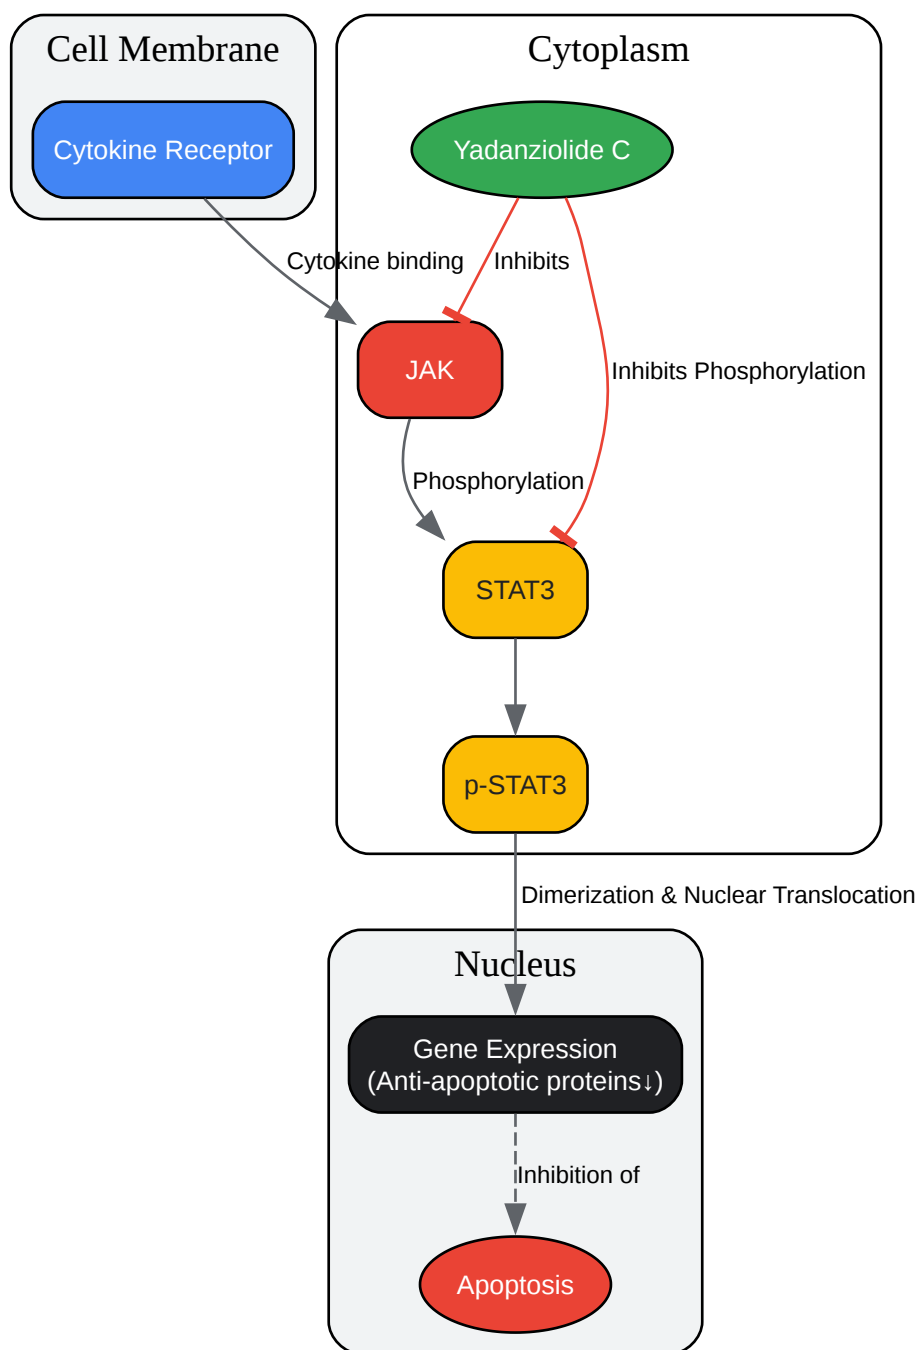 Cell Membrane
Cytoplasm
Cytokine Receptor
Yadanziolide C
Cytokine binding
Inhibits
JAK
Inhibits Phosphorylation
Phosphorylation
STAT3
p-STAT3
Dimerization & Nuclear Translocation
Nucleus
Gene Expression
(Anti-apoptotic proteins↓)
Inhibition of
Apoptosis